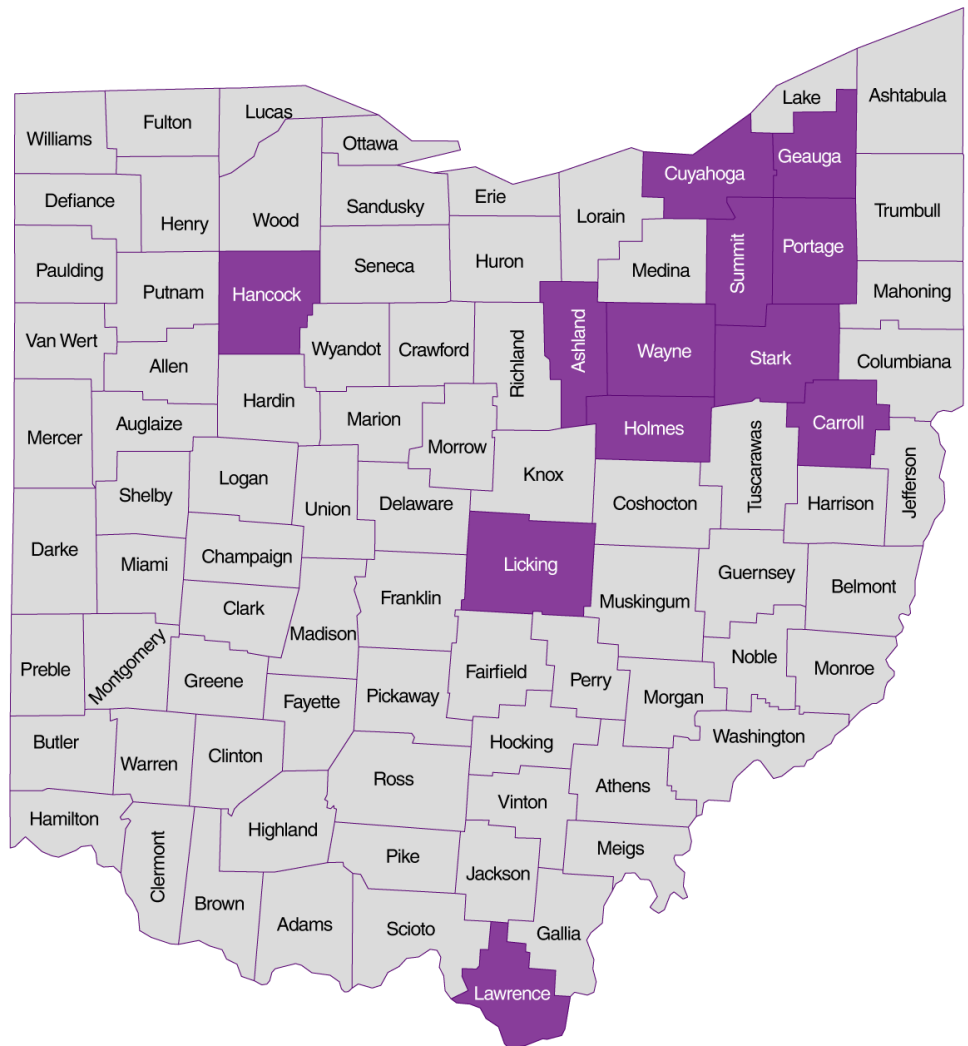 Lake
Ashtabula
Lucas
Fulton
Williams
Ottawa
Geauga
Cuyahoga
Defiance
Erie
Sandusky
Trumbull
Lorain
Henry
Wood
Summit
Portage
Paulding
Seneca
Huron
Medina
Putnam
Hancock
Mahoning
Van Wert
Wyandot
Crawford
Richland
Ashland
Wayne
Stark
Columbiana
Allen
Hardin
Auglaize
Marion
Mercer
Morrow
Holmes
Carroll
Tuscarawas
Jefferson
Logan
Knox
Shelby
Union
Delaware
Coshocton
Harrison
Darke
Champaign
Miami
Licking
Guernsey
Belmont
Franklin
Muskingum
Clark
Madison
Montgomery
Preble
Greene
Fayette
Pickaway
Fairfield
Perry
Morgan
Noble
Monroe
Butler
Warren
Clinton
Hocking
Washington
Ross
Athens
Vinton
Hamilton
Highland
Clermont
Pike
Meigs
Jackson
Brown
Adams
Scioto
Gallia
Lawrence